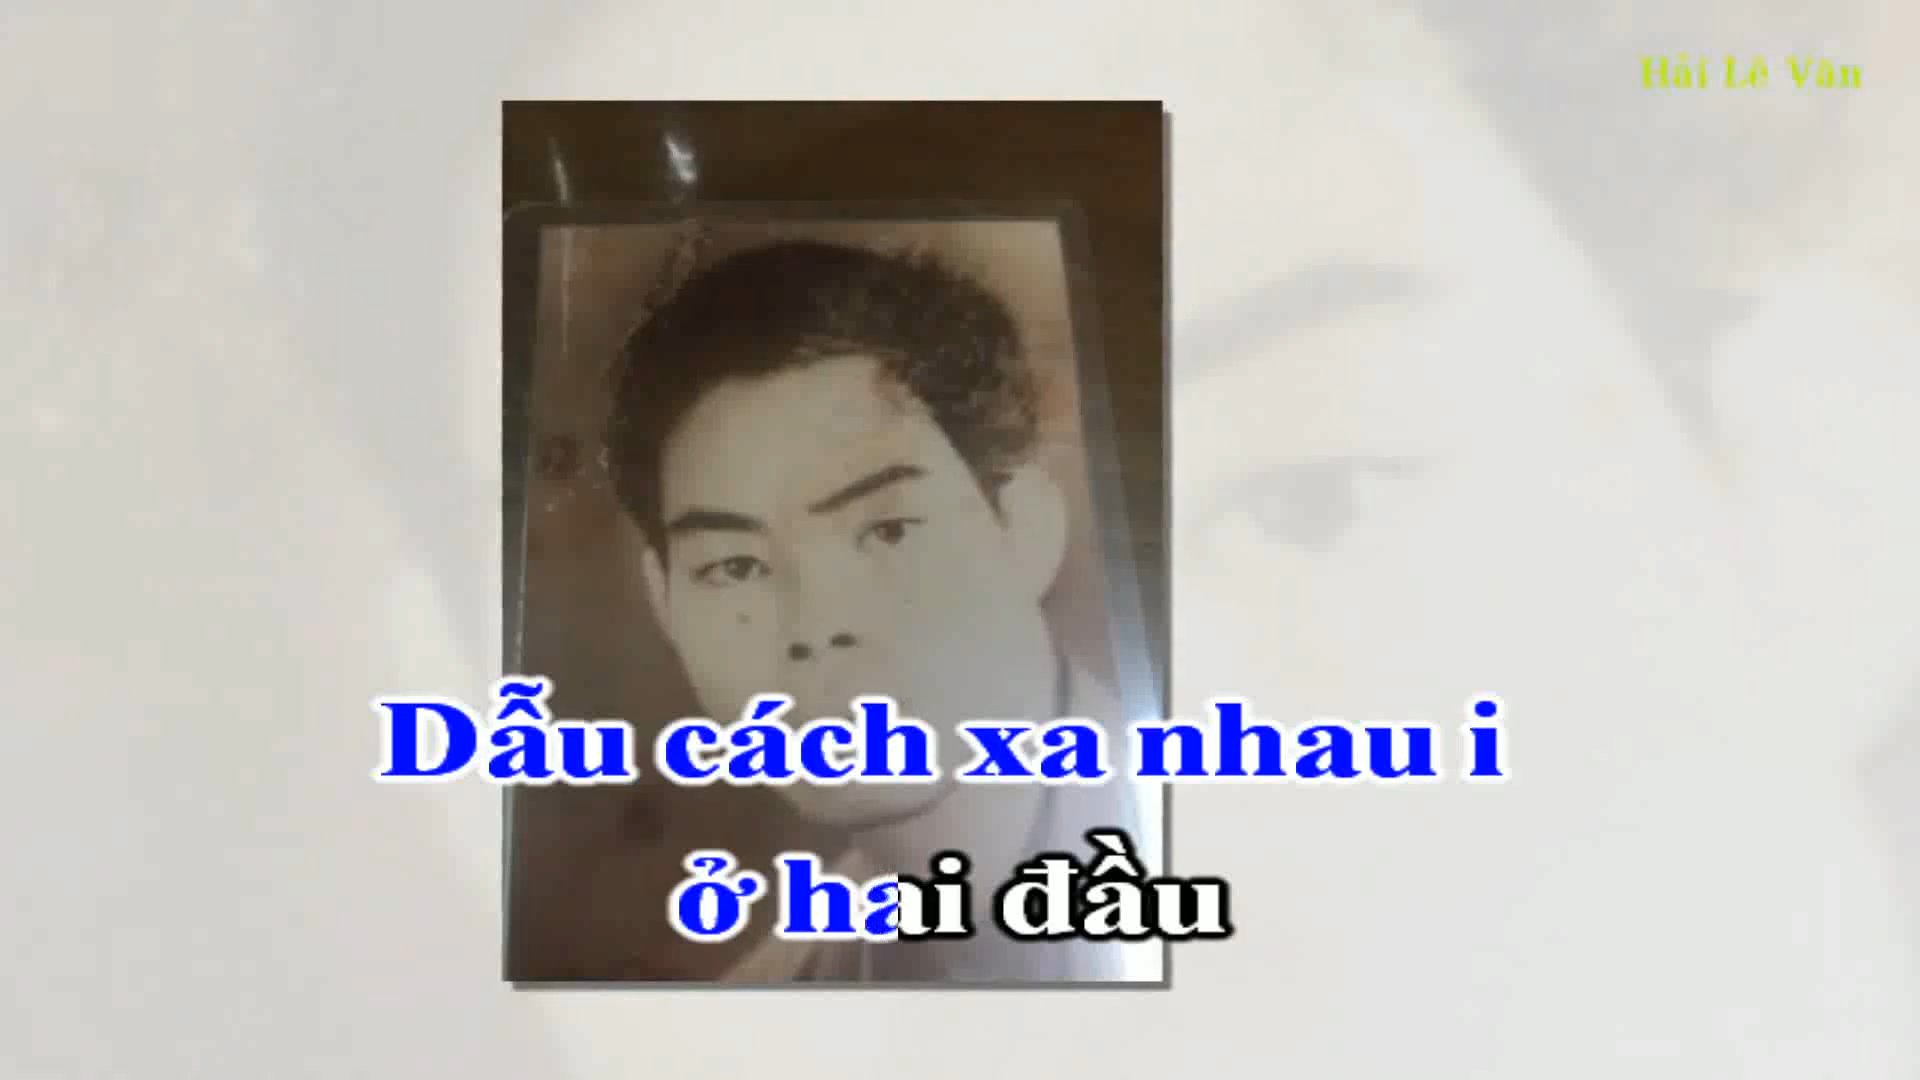 Hải Lê Văn
Dẫu cách xa nhau i
ở hai đầu